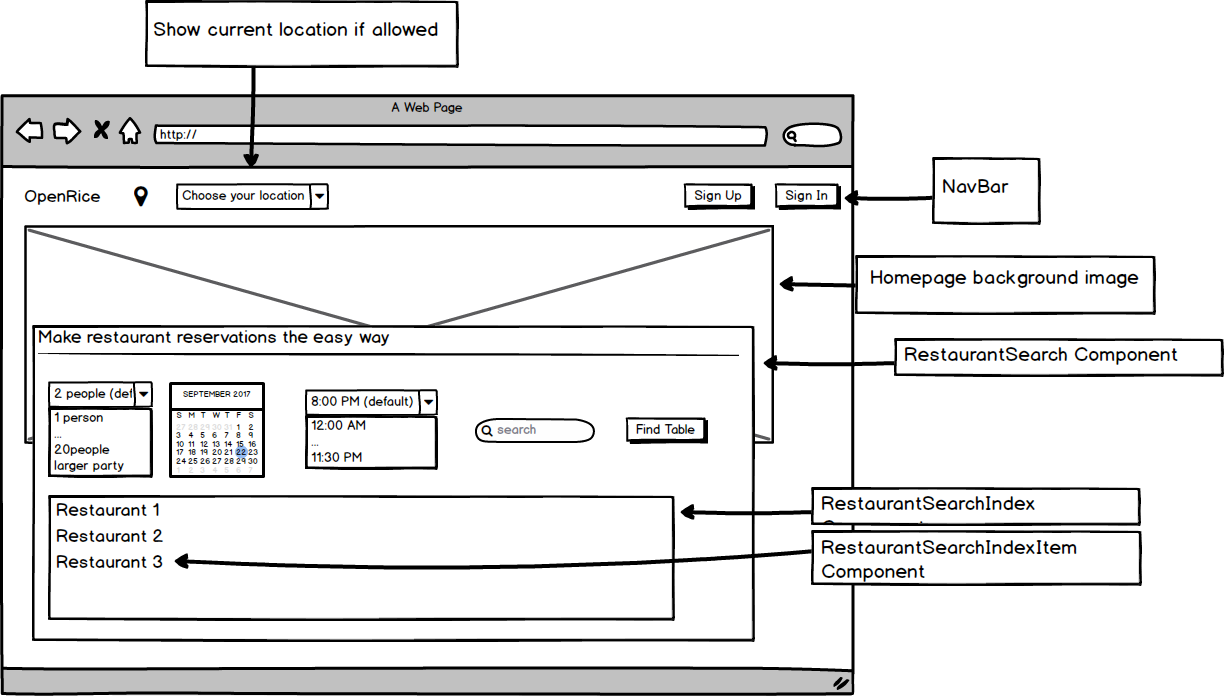 Show current location if allowed
A Web Page
http://
OpenRice
Choose your location
Sign Up
Sign In
NavBar
Homepage background image
Make restaurant reservations the easy way
RestaurantSearch Component
2 people (def
1 person
...
20people
larger party
SEPTEMBER 2017
S M T W T F S
27 28 29 30 31 1 2
3 4 5 6 7 8 9
10 11 12 13 14 15 16
17 18 19 20 21 22 23
24 25 26 27 28 29 30
1 2 3 4 5 6 7
8:00 PM (default)
12:00 AM
...
11:30 PM
search
Find Table
Restaurant 1
Restaurant 2
Restaurant 3
RestaurantSearchIndex
RestaurantSearchIndexItem
Component